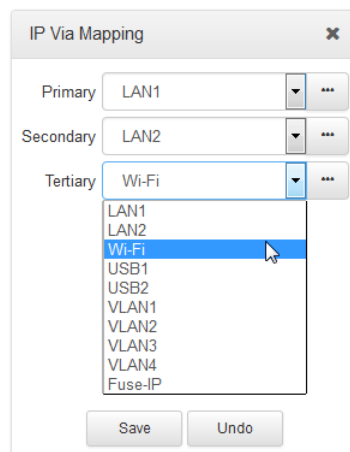 IP Via Mapping ✖
Primary LAN1 ...
Secondary LAN2 ...
Tertiary Wi-Fi ...
LAN1
LAN2
Wi-Fi
USB1
USB2
VLAN1
VLAN2
VLAN3
VLAN4
Fuse-IP
Save Undo